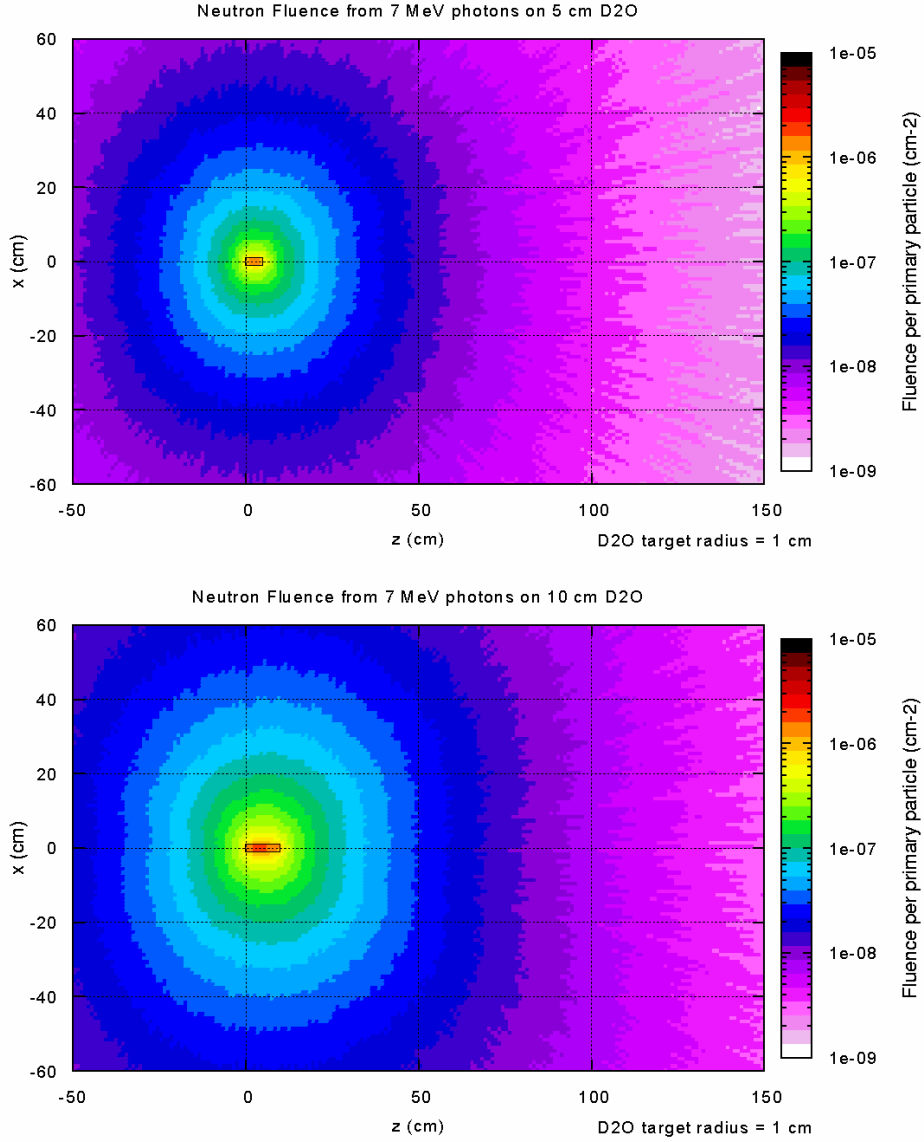 Neutron Fluence from 7 MeV photons on 5 cm D2O
60
40
20
0
-20
-40
-60
x (cm)
-50
0
50
100
150
z (cm)
D2O target radius = 1 cm
1e-05
1e-06
1e-07
1e-08
1e-09
Fluence per primary particle (cm-2)
Neutron Fluence from 7 MeV photons on 10 cm D2O
60
40
20
0
-20
-40
-60
x (cm)
-50
0
50
100
150
z (cm)
D2O target radius = 1 cm
1e-05
1e-06
1e-07
1e-08
1e-09
Fluence per primary particle (cm-2)